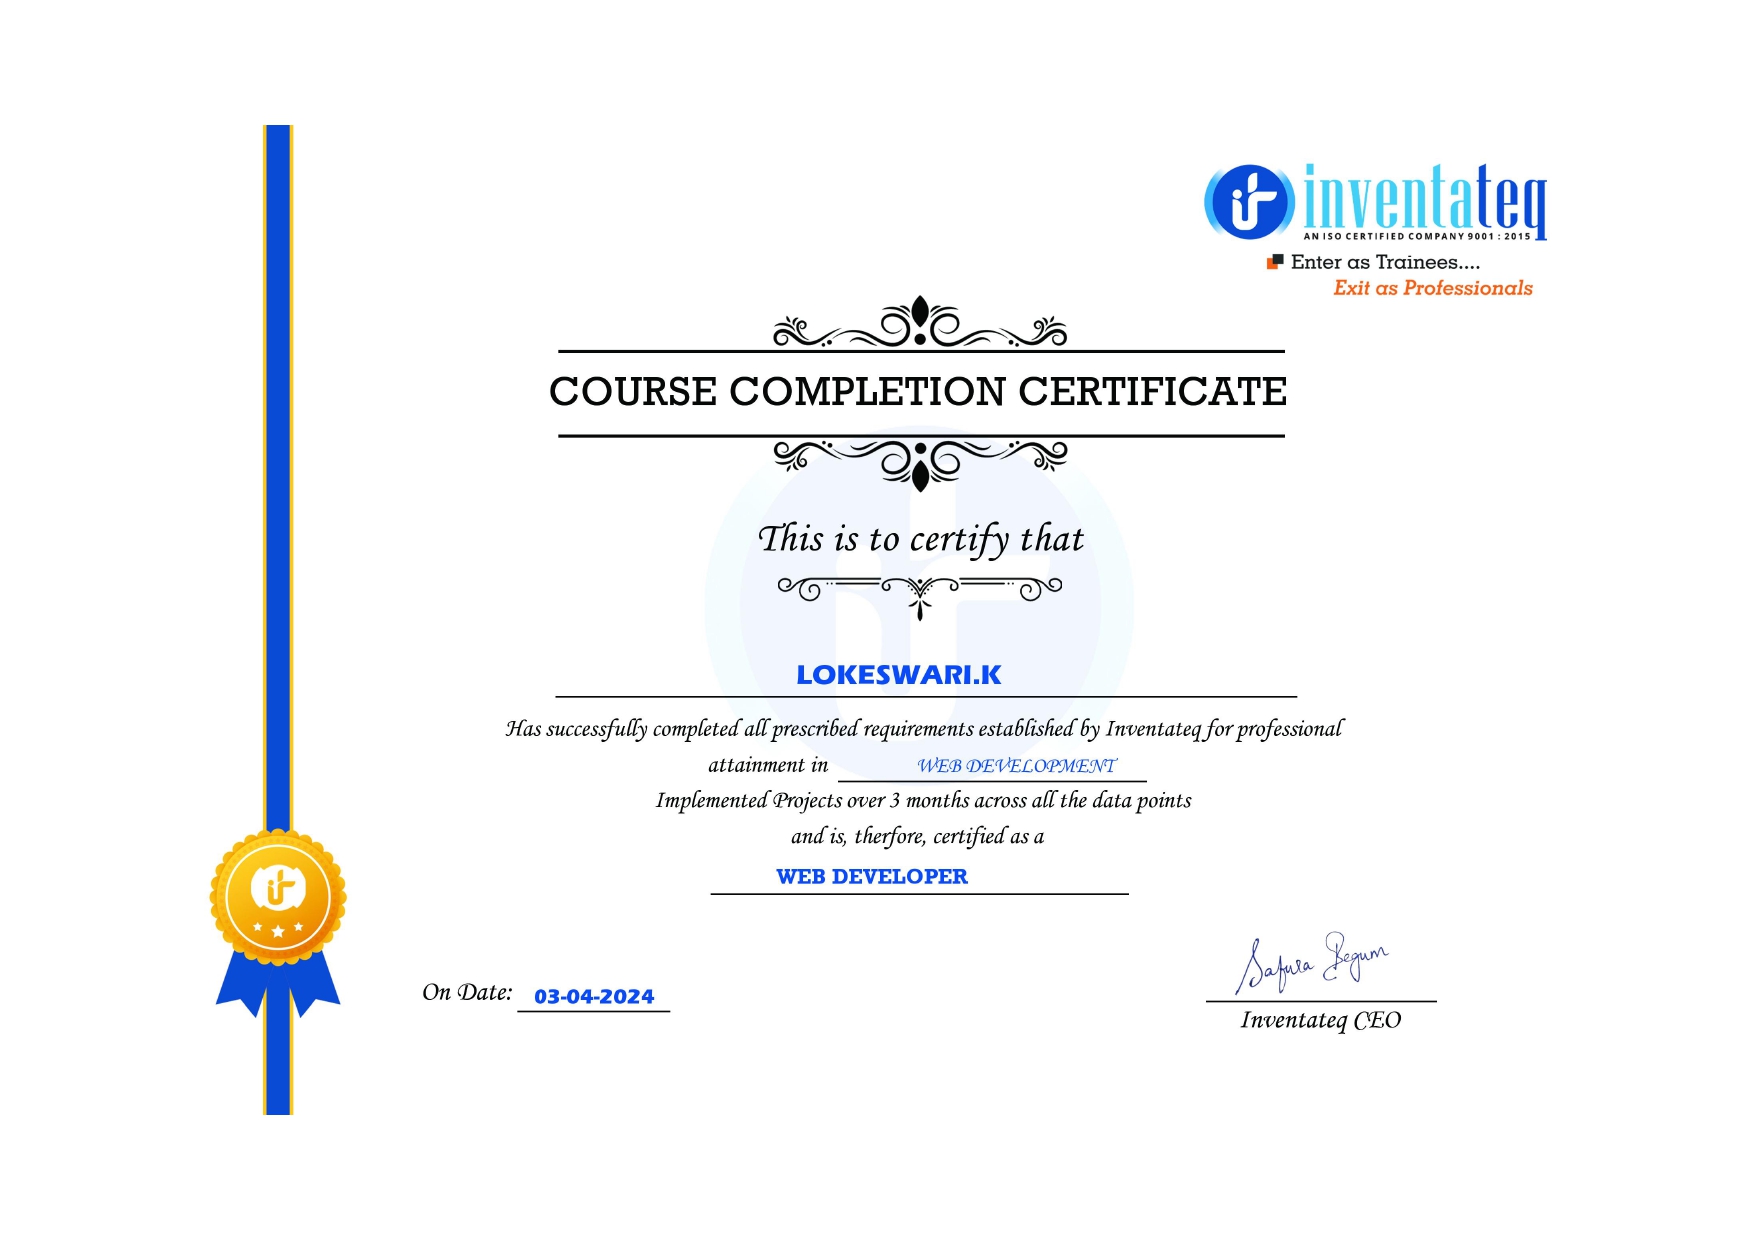 inventateq
AN ISO CERTIFIED COMPANY 9001 : 2015
Enter as Trainees....
Exit as Professionals
COURSE COMPLETION CERTIFICATE
This is to certify that
LOKESWARI.K
Has successfully completed all prescribed requirements established by Inventateq for professional
attainment in WEB DEVELOPMENT
Implemented Projects over 3 months across all the data points
and is, therfore, certified as a
WEB DEVELOPER
Safura Begum
On Date: 03-04-2024
Inventateq CEO